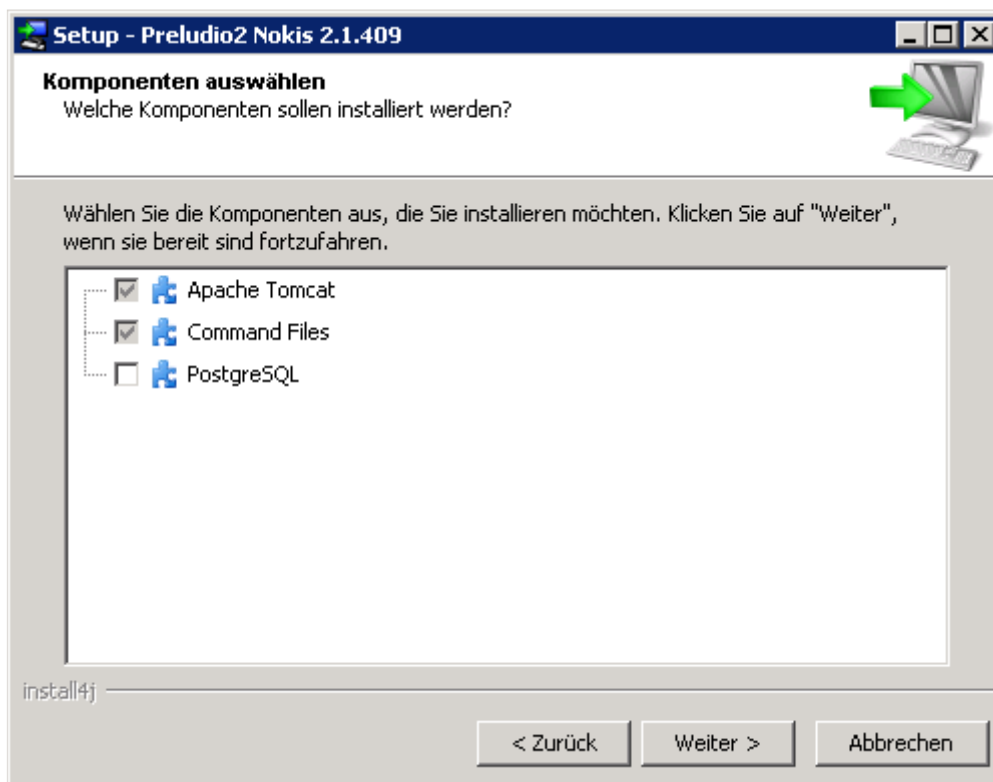 Setup - Preludio2 Nokis 2.1.409
Komponenten auswählen
Welche Komponenten sollen installiert werden?
Wählen Sie die Komponenten aus, die Sie installieren möchten. Klicken Sie auf "Weiter",
wenn sie bereit sind fortzufahren.
Apache Tomcat
Command Files
PostgreSQL
install4j
< Zurück
Weiter >
Abbrechen